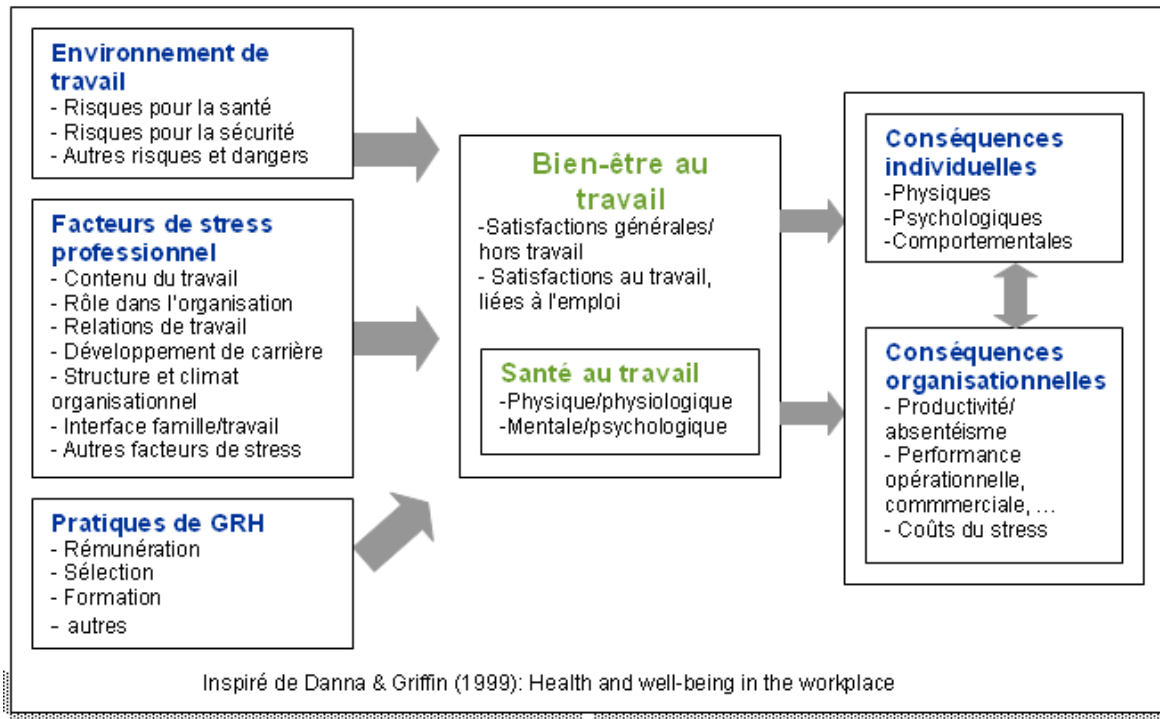 Environnement de
travail
- Risques pour la santé
- Risques pour la sécurité
- Autres risques et dangers
Facteurs de stress
professionnel
- Contenu du travail
- Rôle dans l'organisation
- Relations de travail
- Développement de carrière
- Structure et climat
organisationnel
- Interface famille/travail
- Autres facteurs de stress
Pratiques de GRH
- Rémunération
- Sélection
- Formation
- autres
Bien-être au
travail
-Satisfactions générales/
hors travail
- Satisfactions au travail,
liées à l'emploi
Santé au travail
-Physique/physiologique
-Mentale/psychologique
Conséquences
individuelles
-Physiques
-Psychologiques
-Comportementales
Conséquences
organisationnelles
- Productivité/
absentéisme
- Performance
opérationnelle,
commmerciale, ...
- Coûts du stress
Inspiré de Danna & Griffin (1999): Health and well-being in the workplace